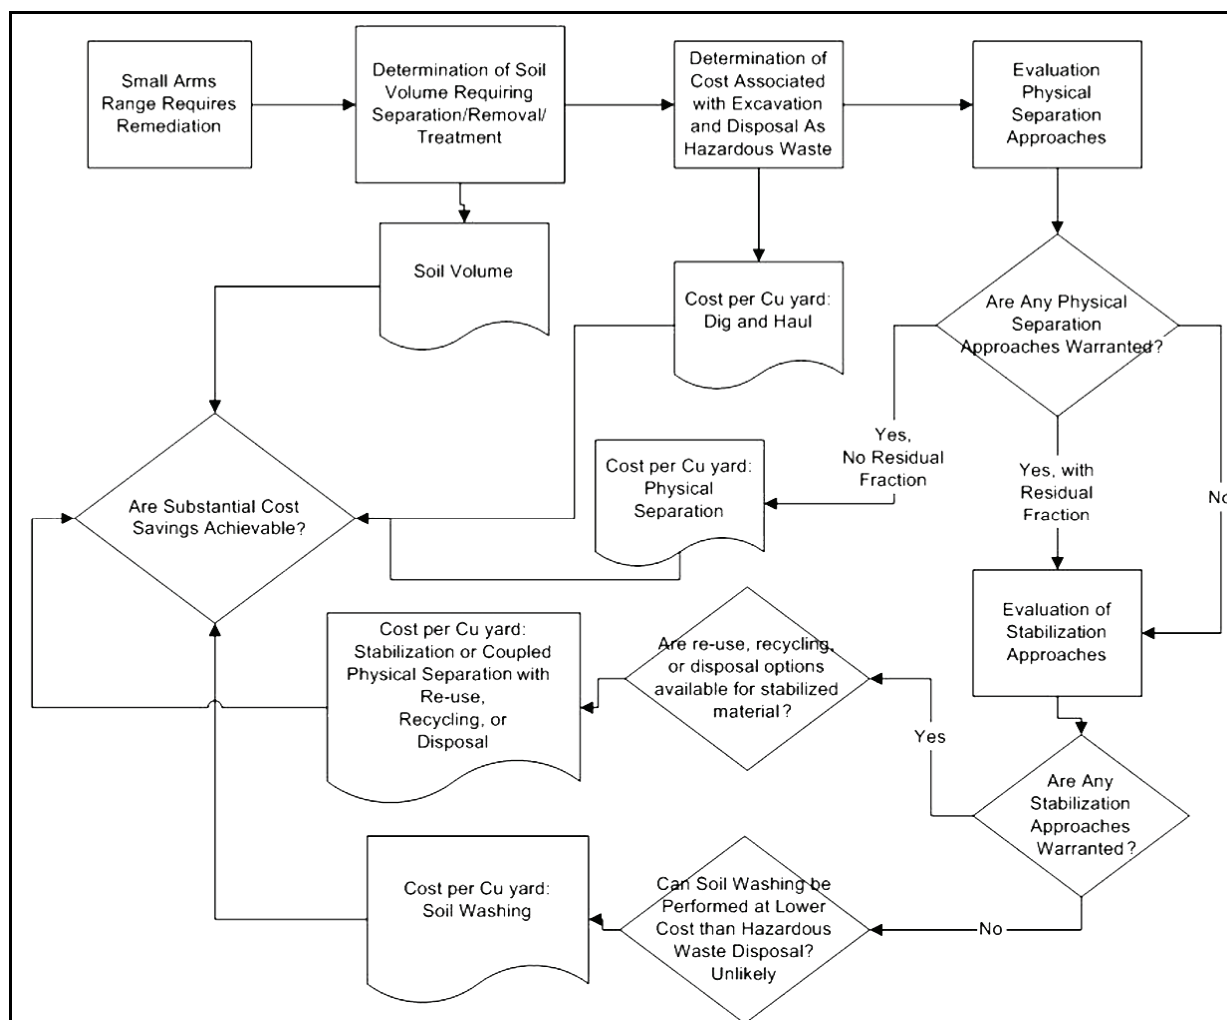 Small Arms
Range Requires
Remediation
Determination of Soil
Volume Requiring
Separation/Removal/
Treatment
Determination of
Cost Associated
with Excavation
and Disposal As
Hazardous Waste
Evaluation
Physical
Separation
Approaches
Soil Volume
Cost per Cu yard:
Dig and Haul
Are Any Physical
Separation
Approaches Warranted?
Yes,
No Residual
Fraction
Yes, with
Residual
Fraction
No
Cost per Cu yard:
Physical
Separation
Are Substantial Cost
Savings Achievable?
Evaluation of
Stabilization
Approaches
Cost per Cu yard:
Stabilization or Coupled
Physical Separation with
Re-use,
Recycling, or
Disposal
Are re-use, recycling,
or disposal options
available for stabilized
material?
Yes
Are Any
Stabilization
Approaches
Warranted?
Cost per Cu yard:
Soil Washing
Can Soil Washing be
Performed at Lower
Cost than Hazardous
Waste Disposal?
Unlikely
No